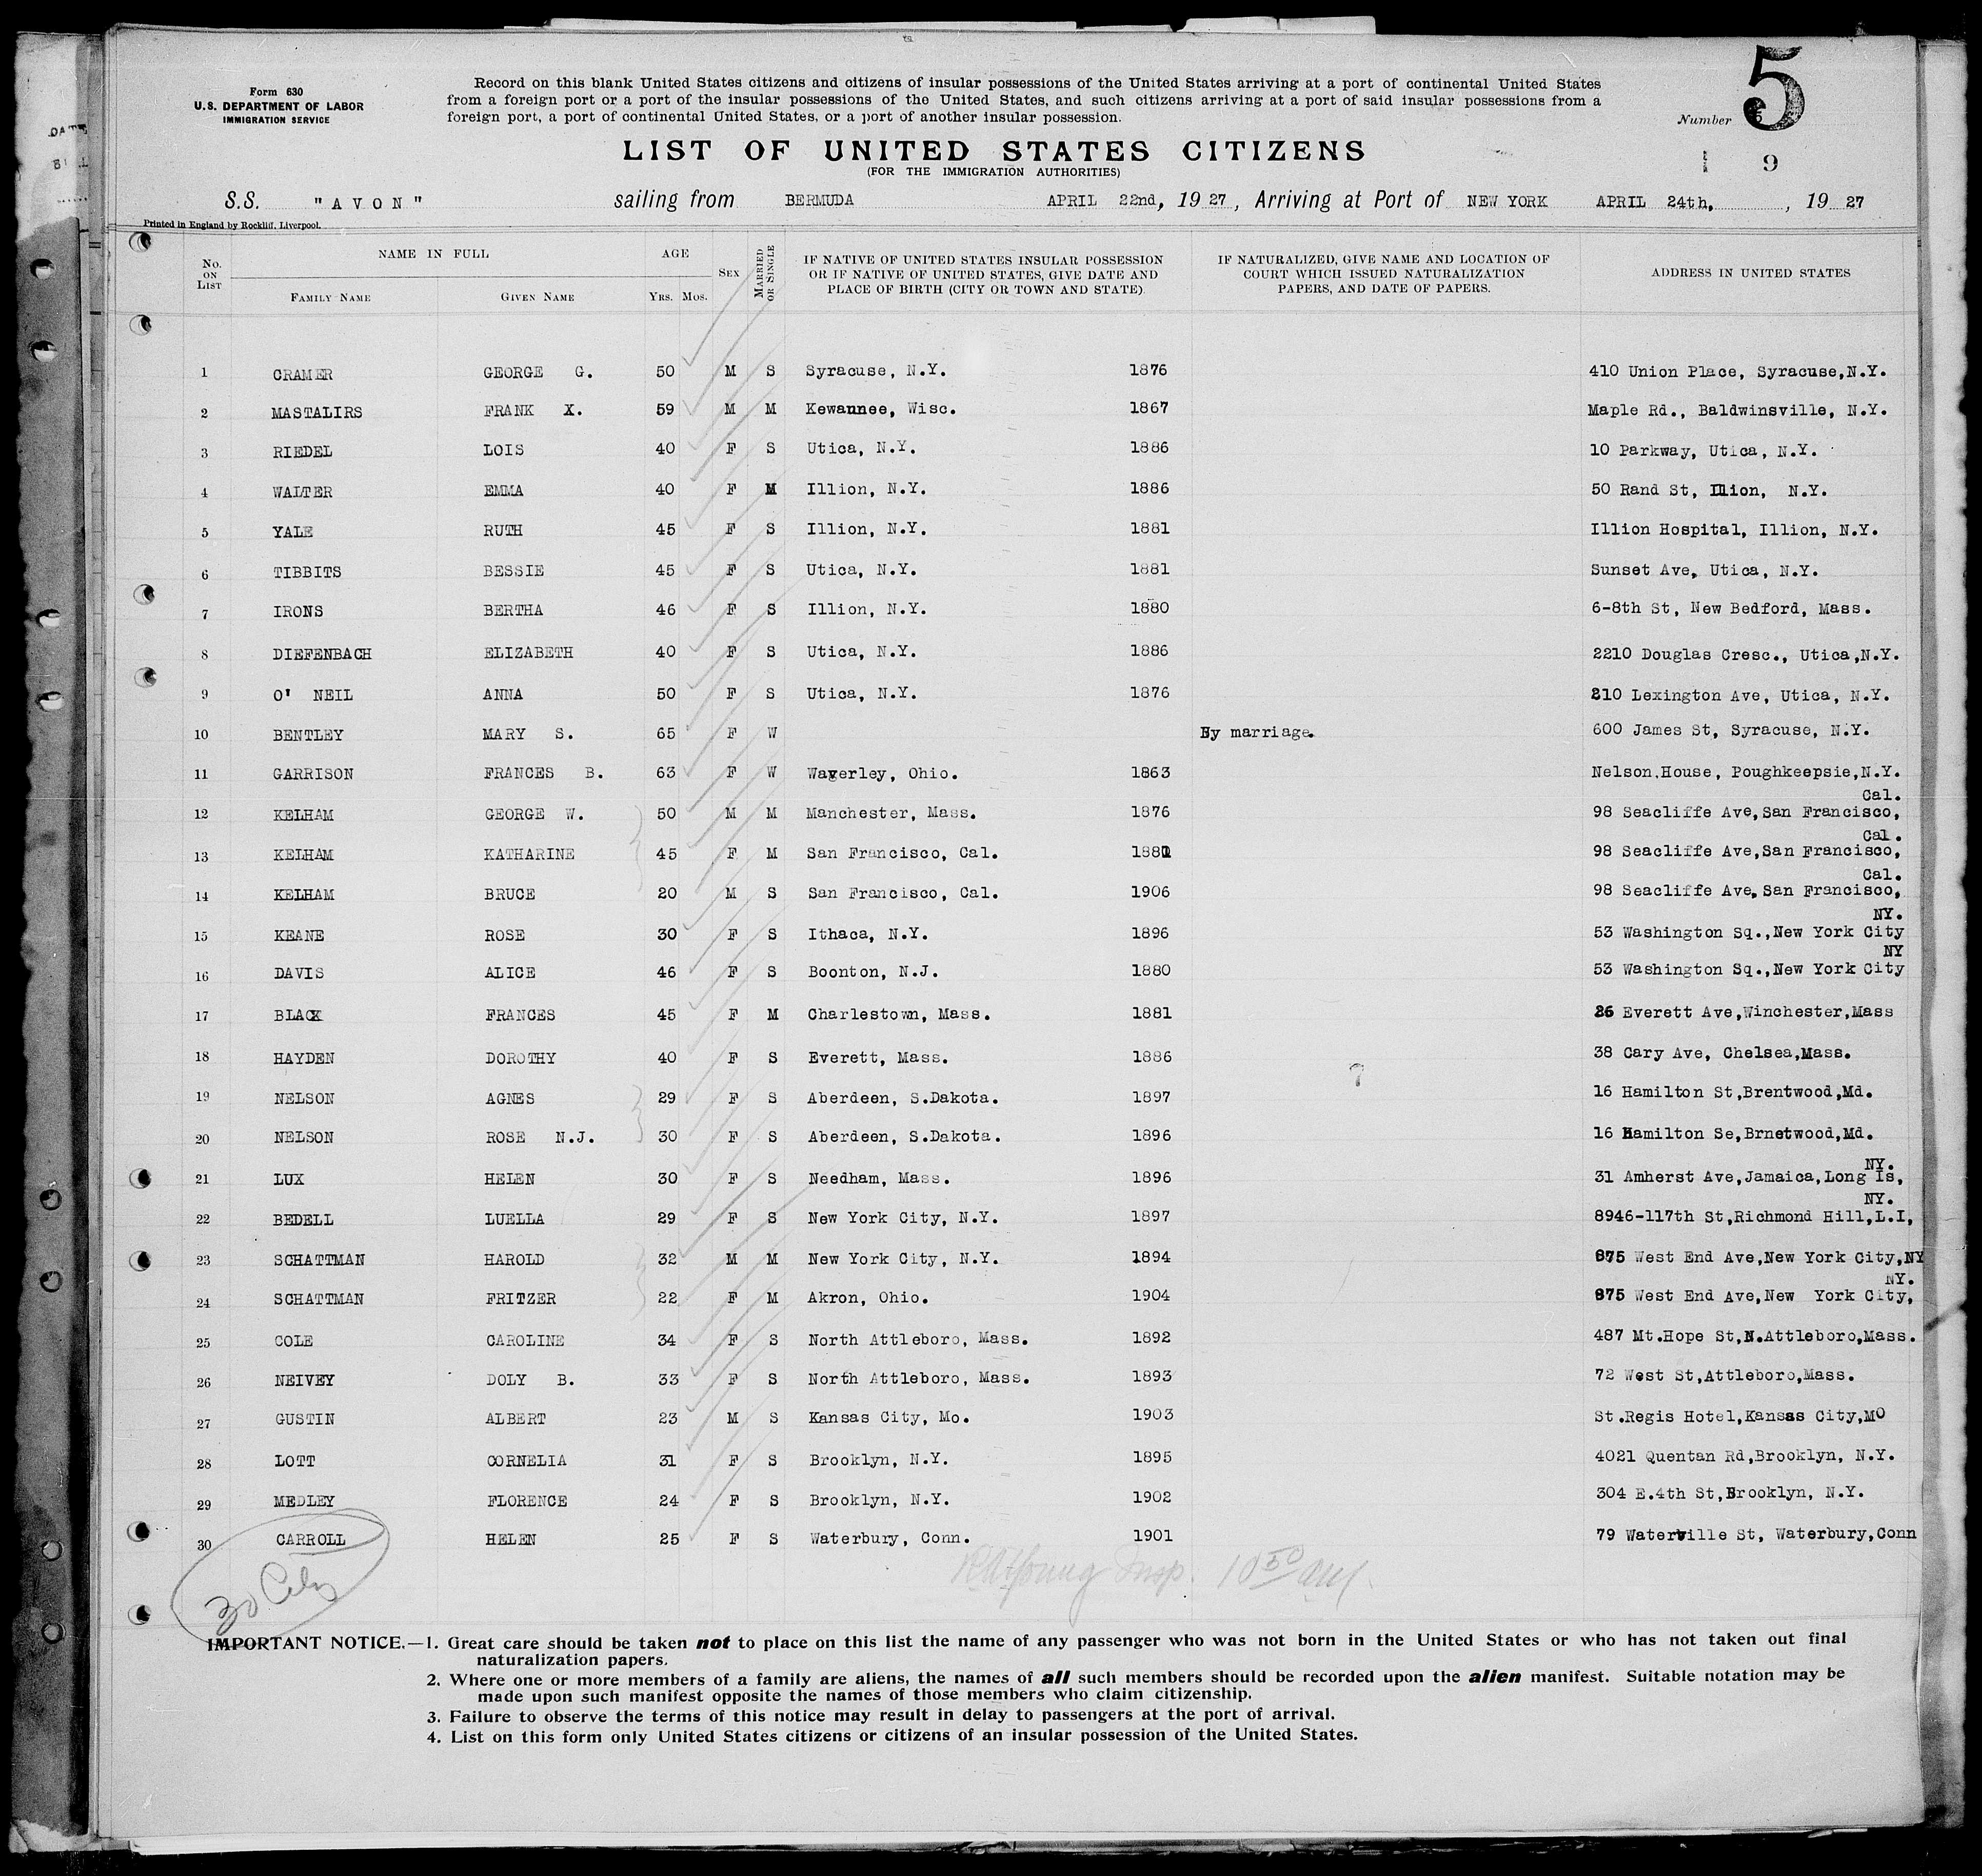 Form 630
U.S. DEPARTMENT OF LABOR
IMMIGRATION SERVICE
Record on this blank United States citizens and citizens of insular possessions of the United States arriving at a port of continental United States
from a foreign port or a port of the insular possessions of the United States, and such citizens arriving at a port of said insular possessions from a
foreign port, a port of continental United States, or a port of another insular possession.
Number 5
9
LIST OF UNITED STATES CITIZENS
(FOR THE IMMIGRATION AUTHORITIES)
S.S. "AVON" sailing from BERMUDA APRIL 22nd, 1927, Arriving at Port of NEW YORK APRIL 24th, , 1927
Printed in England by Rockliff, Liverpool.
No. ON LIST NAME IN FULL AGE SEX MARRIED OR SINGLE IF NATIVE OF UNITED STATES INSULAR POSSESSION OR IF NATIVE OF UNITED STATES, GIVE DATE AND PLACE OF BIRTH (CITY OR TOWN AND STATE) IF NATURALIZED, GIVE NAME AND LOCATION OF COURT WHICH ISSUED NATURALIZATION PAPERS, AND DATE OF PAPERS. ADDRESS IN UNITED STATES
FAMILY NAME GIVEN NAME YRS. MOS.
1 CRAMER GEORGE G. 50 M S Syracuse, N.Y. 1876 410 Union Place, Syracuse,N.Y.
2 MASTALIRS FRANK X. 59 M M Kewaunee, Wisc. 1867 Maple Rd., Baldwinsville, N.Y.
3 RIEDEL LOIS 40 F S Utica, N.Y. 1886 10 Parkway, Utica, N.Y.
4 WALTER EMMA 40 F M Illion, N.Y. 1886 50 Rand St, Ilion, N.Y.
5 YALE RUTH 45 F S Illion, N.Y. 1881 Illion Hospital, Illion, N.Y.
6 TIBBITS BESSIE 45 F S Utica, N.Y. 1881 Sunset Ave, Utica, N.Y.
7 IRONS BERTHA 46 F S Illion, N.Y. 1880 6-8th St, New Bedford, Mass.
8 DIEFENBACH ELIZABETH 40 F S Utica, N.Y. 1886 2210 Douglas Cresc., Utica,N.Y.
9 O' NEIL ANNA 50 F S Utica, N.Y. 1876 210 Lexington Ave, Utica, N.Y.
10 BENTLEY MARY S. 65 F W By marriage. 600 James St, Syracuse, N.Y.
11 GARRISON FRANCES B. 63 F W Waverley, Ohio. 1863 Nelson.House, Poughkeepsie,N.Y.
12 KELHAM GEORGE W. 50 M M Manchester, Mass. 1876 98 Seacliffe Ave,San Francisco, Cal.
13 KELHAM KATHARINE 45 F M San Francisco, Cal. 1881 98 Seacliffe Ave,San Francisco, Cal.
14 KELHAM BRUCE 20 M S San Francisco, Cal. 1906 98 Seacliffe Ave,San Francisco, Cal.
15 KEANE ROSE 30 F S Ithaca, N.Y. 1896 53 Washington Sq.,New York City NY.
16 DAVIS ALICE 46 F S Boonton, N.J. 1880 53 Washington Sq.,New York City NY
17 BLACK FRANCES 45 F M Charlestown, Mass. 1881 26 Everett Ave,Winchester,Mass
18 HAYDEN DOROTHY 40 F S Everett, Mass. 1886 38 Cary Ave, Chelsea,Mass.
19 NELSON AGNES 29 F S Aberdeen, S.Dakota. 1897 16 Hamilton St,Brentwood,Md.
20 NELSON ROSE N.J. 30 F S Aberdeen, S.Dakota. 1896 16 Hamilton Se,Brnetwood,Md.
21 LUX HELEN 30 F S Needham, Mass. 1896 31 Amherst Ave,Jamaica,Long Is, NY.
22 BEDELL LUELLA 29 F S New York City, N.Y. 1897 8946-117th St,Richmond Hill,L.I, NY.
23 SCHATTMAN HAROLD 32 M M New York City, N.Y. 1894 875 West End Ave,New York City,NY
24 SCHATTMAN FRITZER 22 F M Akron, Ohio. 1904 875 West End Ave,New York City, NY.
25 COLE CAROLINE 34 F S North Attleboro, Mass. 1892 487 Mt.Hope St,N.Attleboro,Mass.
26 NEIVEY DOLY B. 33 F S North Attleboro, Mass. 1893 72 West St,Attleboro,Mass.
27 GUSTIN ALBERT 23 M S Kansas City, Mo. 1903 St.Regis Hotel,Kansas City,MO
28 LOTT CORNELIA 31 F S Brooklyn, N.Y. 1895 4021 Quentan Rd,Brooklyn, N.Y.
29 MEDLEY FLORENCE 24 F S Brooklyn, N.Y. 1902 304 E.4th St,Brooklyn, N.Y.
30 CARROLL HELEN 25 F S Waterbury, Conn. 1901 79 Waterville St, Waterbury,Conn
Insp. 10 50 am.
IMPORTANT NOTICE.—1. Great care should be taken not to place on this list the name of any passenger who was not born in the United States or who has not taken out final
naturalization papers.
2. Where one or more members of a family are aliens, the names of all such members should be recorded upon the alien manifest. Suitable notation may be
made upon such manifest opposite the names of those members who claim citizenship.
3. Failure to observe the terms of this notice may result in delay to passengers at the port of arrival.
4. List on this form only United States citizens or citizens of an insular possession of the United States.